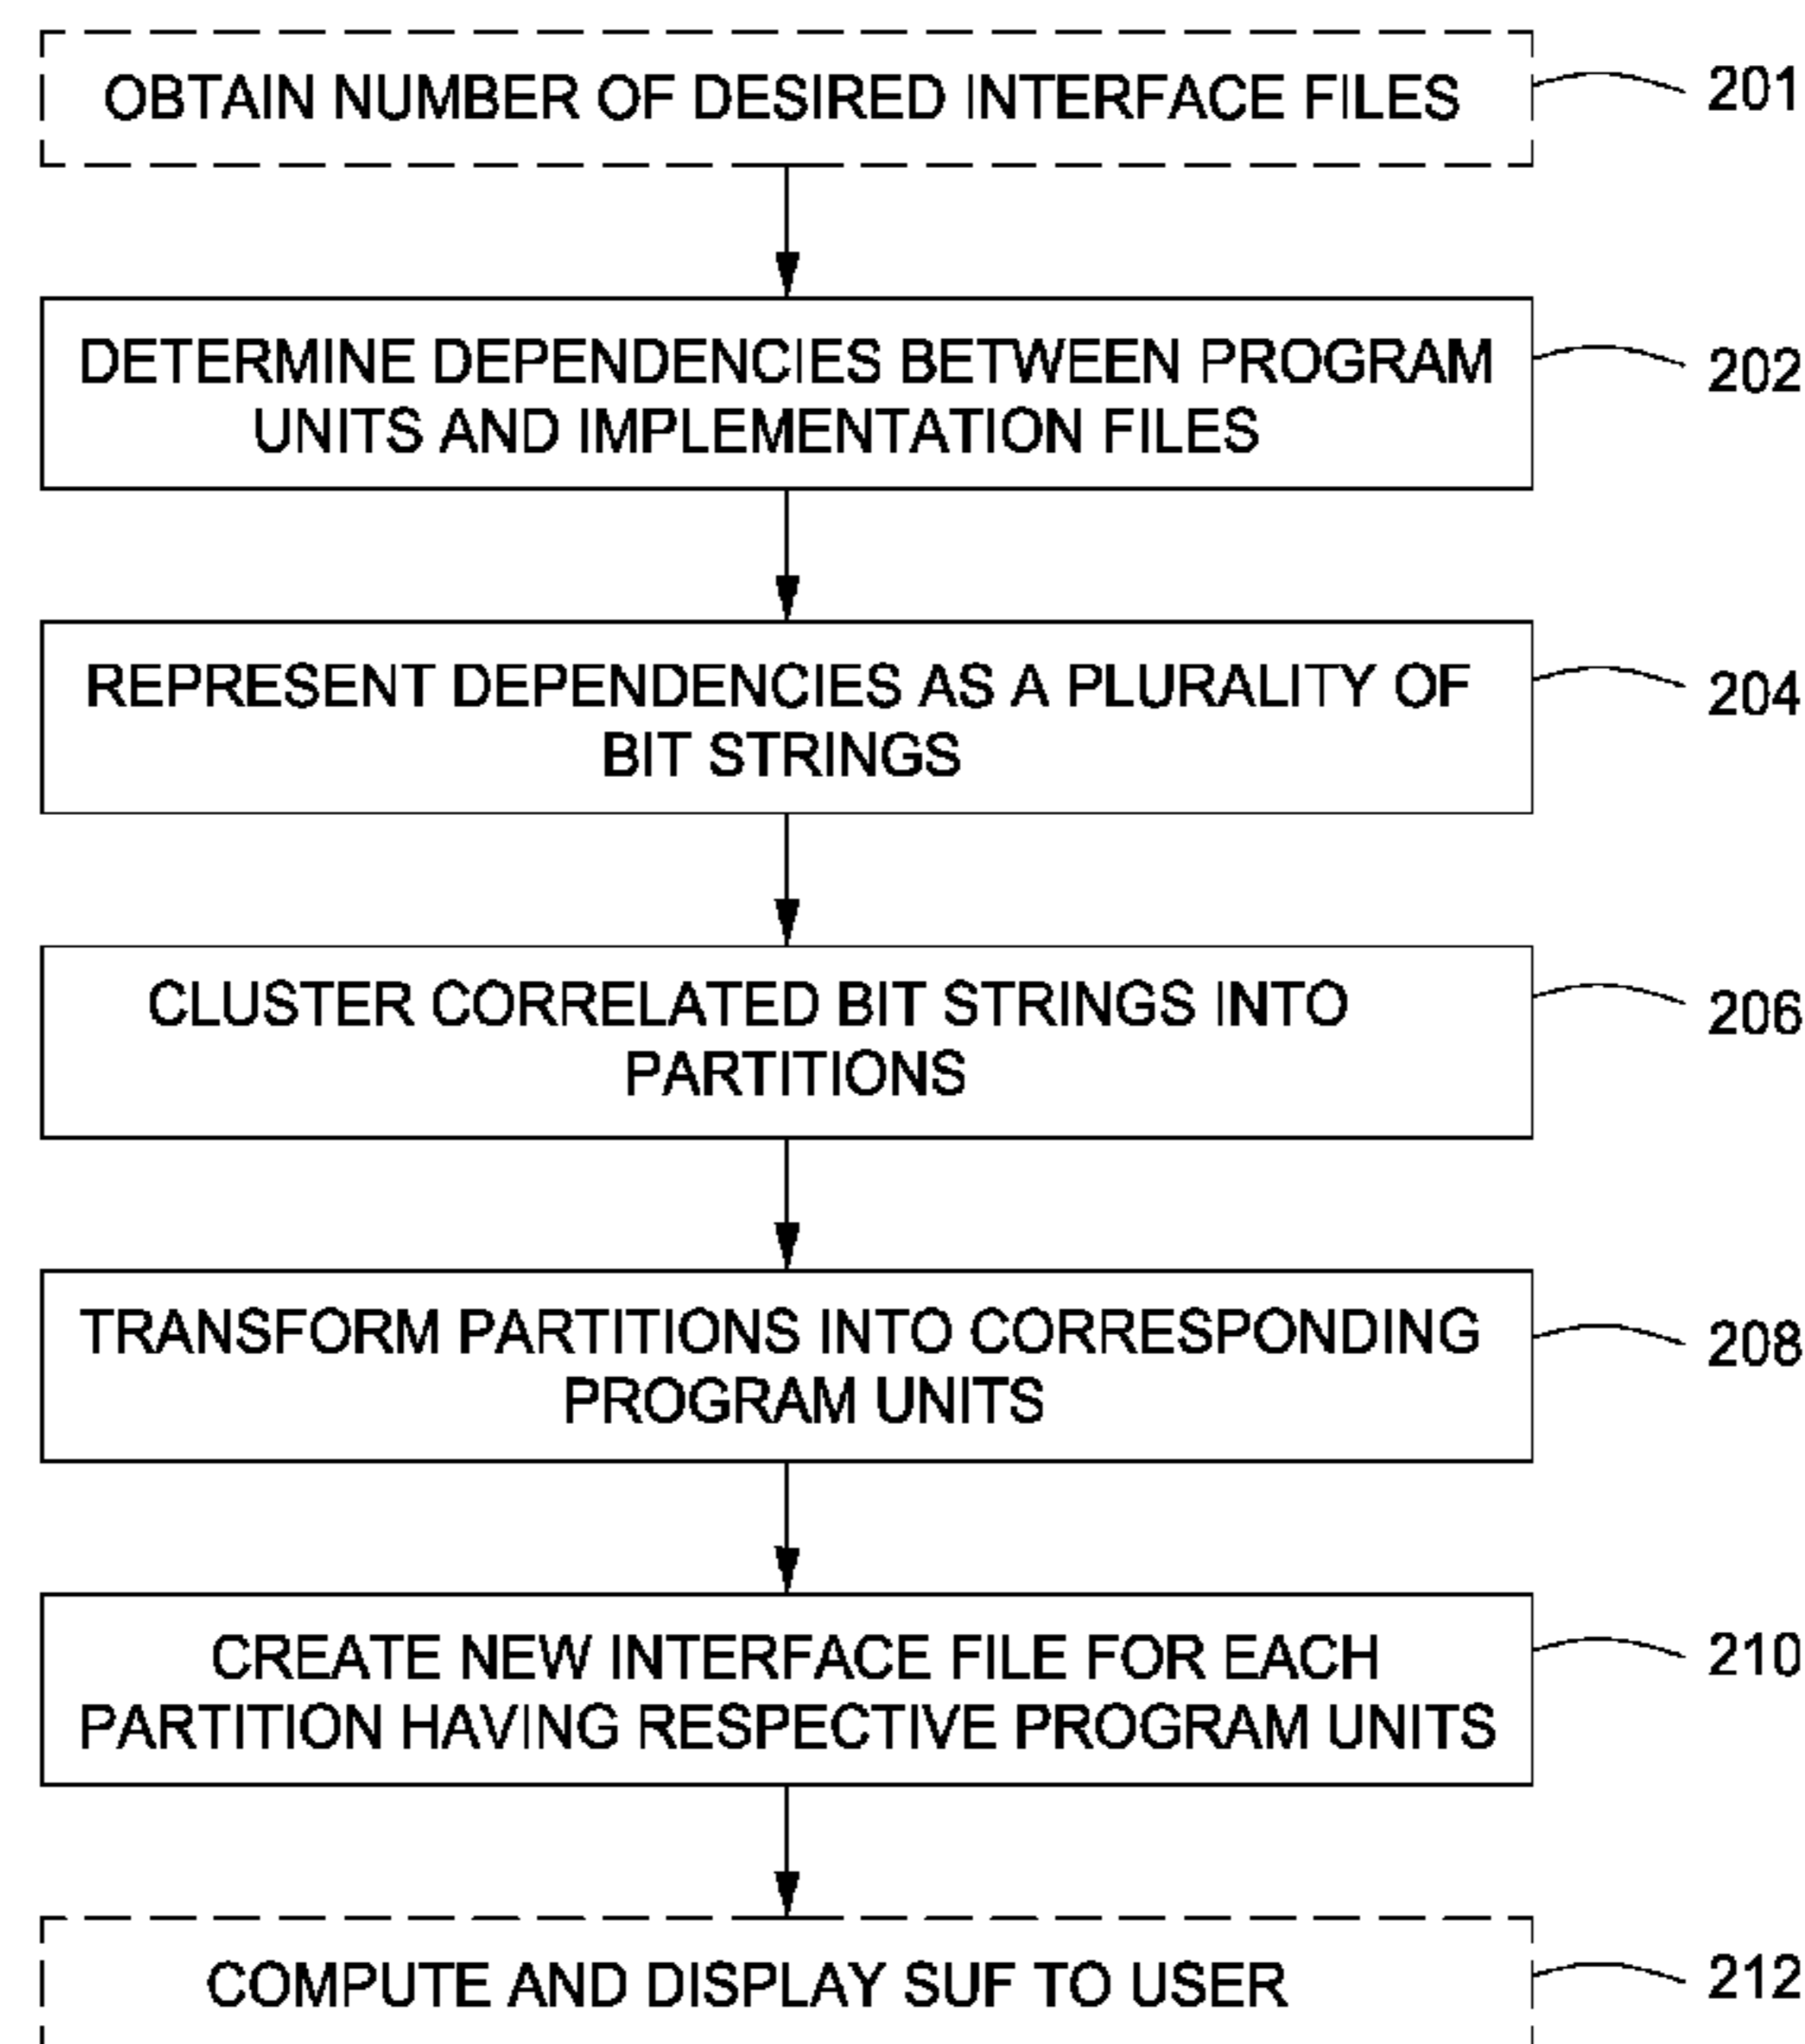 OBTAIN NUMBER OF DESIRED INTERFACE FILES
201
DETERMINE DEPENDENCIES BETWEEN PROGRAM
UNITS AND IMPLEMENTATION FILES
202
REPRESENT DEPENDENCIES AS A PLURALITY OF
BIT STRINGS
204
CLUSTER CORRELATED BIT STRINGS INTO
PARTITIONS
206
TRANSFORM PARTITIONS INTO CORRESPONDING
PROGRAM UNITS
208
CREATE NEW INTERFACE FILE FOR EACH
PARTITION HAVING RESPECTIVE PROGRAM UNITS
210
COMPUTE AND DISPLAY SUF TO USER
212